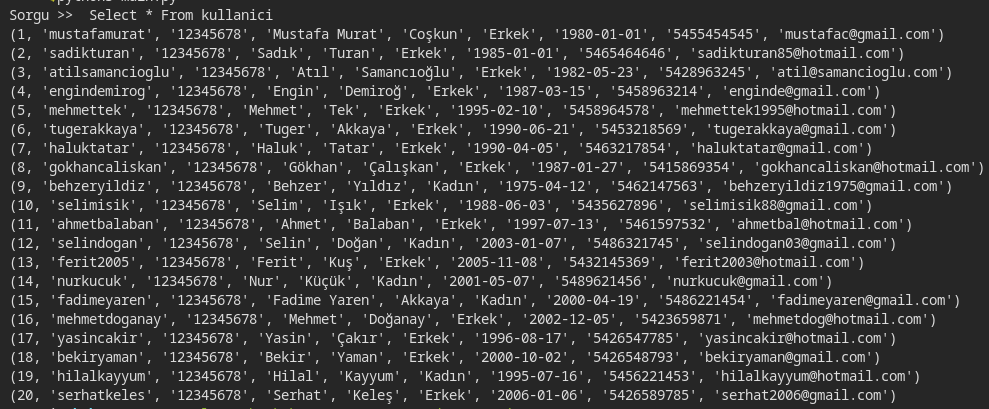 Sorgu >>  Select * From kullanici
(1, 'mustafamurat', '12345678', 'Mustafa Murat', 'Coşkun', 'Erkek', '1980-01-01', '5455454545', 'mustafac@gmail.com')
(2, 'sadikturan', '12345678', 'Sadık', 'Turan', 'Erkek', '1985-01-01', '5465464646', 'sadikturan85@hotmail.com')
(3, 'atilsamancioglu', '12345678', 'Atıl', 'Samancıoğlu', 'Erkek', '1982-05-23', '5428963245', 'atil@samancioglu.com')
(4, 'engindemirog', '12345678', 'Engin', 'Demiroğ', 'Erkek', '1987-03-15', '5458963214', 'enginde@gmail.com')
(5, 'mehmettek', '12345678', 'Mehmet', 'Tek', 'Erkek', '1995-02-10', '5458964578', 'mehmettek1995@hotmail.com')
(6, 'tugerakkaya', '12345678', 'Tuger', 'Akkaya', 'Erkek', '1990-06-21', '5453218569', 'tugerakkaya@gmail.com')
(7, 'haluktatar', '12345678', 'Haluk', 'Tatar', 'Erkek', '1990-04-05', '5463217854', 'haluktatar@gmail.com')
(8, 'gokhancaliskan', '12345678', 'Gökhan', 'Çalışkan', 'Erkek', '1987-01-27', '5415869354', 'gokhancaliskan@hotmail.com')
(9, 'behzeryildiz', '12345678', 'Behzer', 'Yıldız', 'Kadın', '1975-04-12', '5462147563', 'behzeryildiz1975@gmail.com')
(10, 'selimisik', '12345678', 'Selim', 'Işık', 'Erkek', '1988-06-03', '5435627896', 'selimisik88@gmail.com')
(11, 'ahmetbalaban', '12345678', 'Ahmet', 'Balaban', 'Erkek', '1997-07-13', '5461597532', 'ahmetbal@hotmail.com')
(12, 'selindogan', '12345678', 'Selin', 'Doğan', 'Kadın', '2003-01-07', '5486321745', 'selindogan03@gmail.com')
(13, 'ferit2005', '12345678', 'Ferit', 'Kuş', 'Erkek', '2005-11-08', '5432145369', 'ferit2003@hotmail.com')
(14, 'nurkucuk', '12345678', 'Nur', 'Küçük', 'Kadın', '2001-05-07', '5489621456', 'nurkucuk@gmail.com')
(15, 'fadimeyaren', '12345678', 'Fadime Yaren', 'Akkaya', 'Kadın', '2000-04-19', '5486221454', 'fadimeyaren@gmail.com')
(16, 'mehmetdoganay', '12345678', 'Mehmet', 'Doğanay', 'Erkek', '2002-12-05', '5423659871', 'mehmetdog@hotmail.com')
(17, 'yasincakir', '12345678', 'Yasin', 'Çakır', 'Erkek', '1996-08-17', '5426547785', 'yasincakir@hotmail.com')
(18, 'bekiryaman', '12345678', 'Bekir', 'Yaman', 'Erkek', '2000-10-02', '5426548793', 'bekiryaman@gmail.com')
(19, 'hilalkayyum', '12345678', 'Hilal', 'Kayyum', 'Kadın', '1995-07-16', '5456221453', 'hilalkayyum@hotmail.com')
(20, 'serhatkeles', '12345678', 'Serhat', 'Keleş', 'Erkek', '2006-01-06', '5426589785', 'serhat2006@gmail.com')